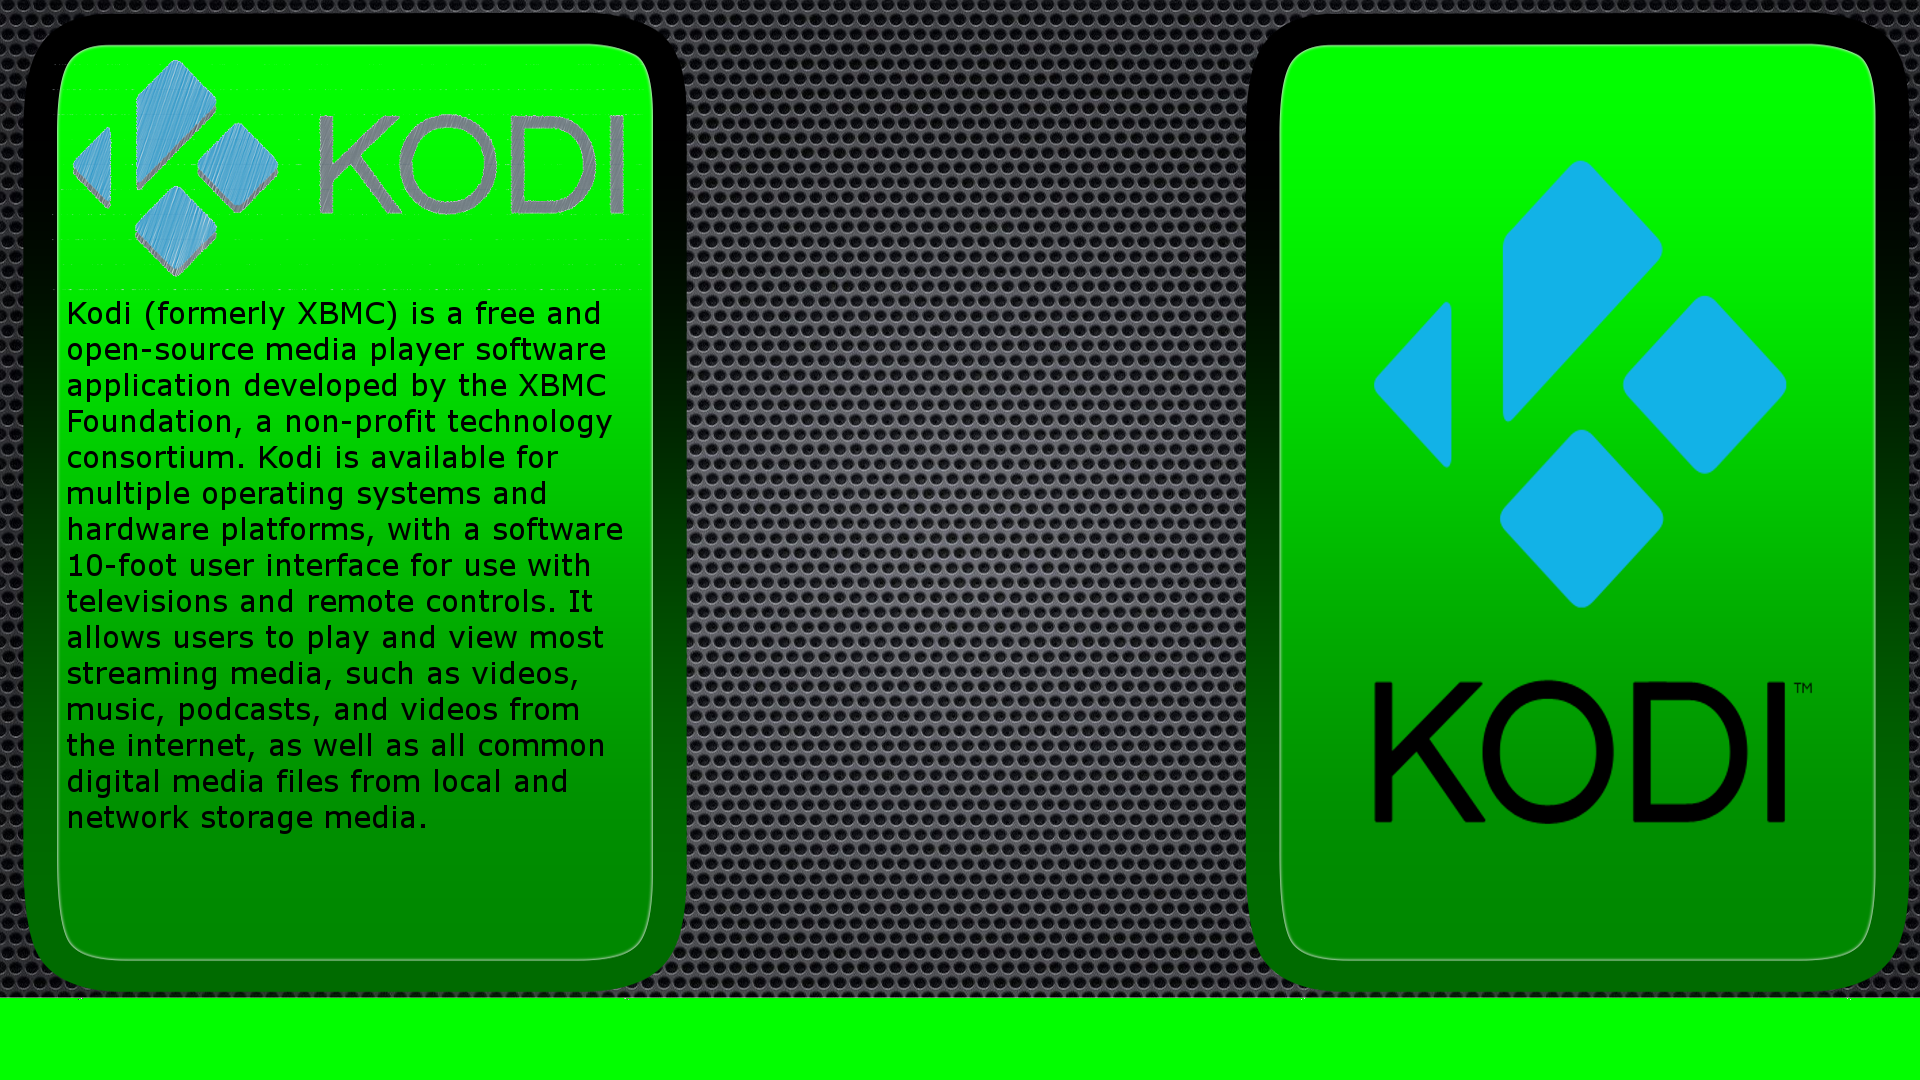 KODI
Kodi (formerly XBMC) is a free and
open-source media player software
application developed by the XBMC
Foundation, a non-profit technology
consortium. Kodi is available for
multiple operating systems and
hardware platforms, with a software
10-foot user interface for use with
televisions and remote controls. It
allows users to play and view most
streaming media, such as videos,
music, podcasts, and videos from
the internet, as well as all common
digital media files from local and
network storage media.
KODI™